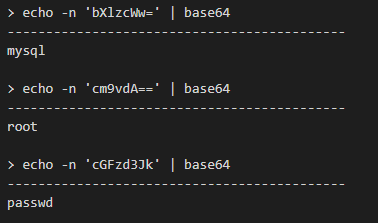 > echo -n 'bXlzcWw=' | base64
--------------------------------------------
mysql
> echo -n 'cm9vdA==' | base64
--------------------------------------------
root
> echo -n 'cGFzd3Jk' | base64
--------------------------------------------
passwd